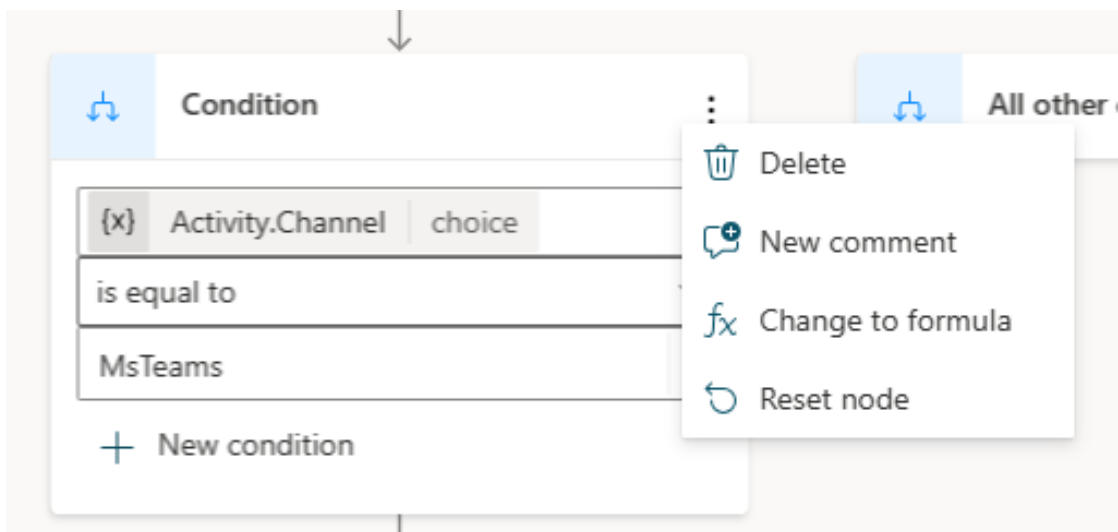 Condition
All other
Delete
{x} Activity.Channel choice
New comment
is equal to
Change to formula
MsTeams
Reset node
New condition